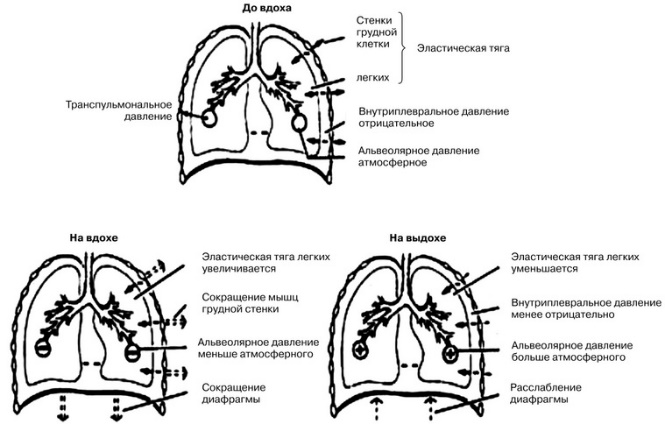 До вдоха
Стенки
грудной
клетки
Эластическая тяга
легких
Транспульмональное
давление
Внутриплевральное давление
отрицательное
Альвеолярное давление
атмосферное
На вдохе
Эластическая тяга легких
увеличивается
Сокращение мышц
грудной стенки
Альвеолярное давление
меньше атмосферного
Сокращение
диафрагмы
На выдохе
Эластическая тяга легких
уменьшается
Внутриплевральное давление
менее отрицательно
Альвеолярное давление
больше атмосферного
Расслабление
диафрагмы